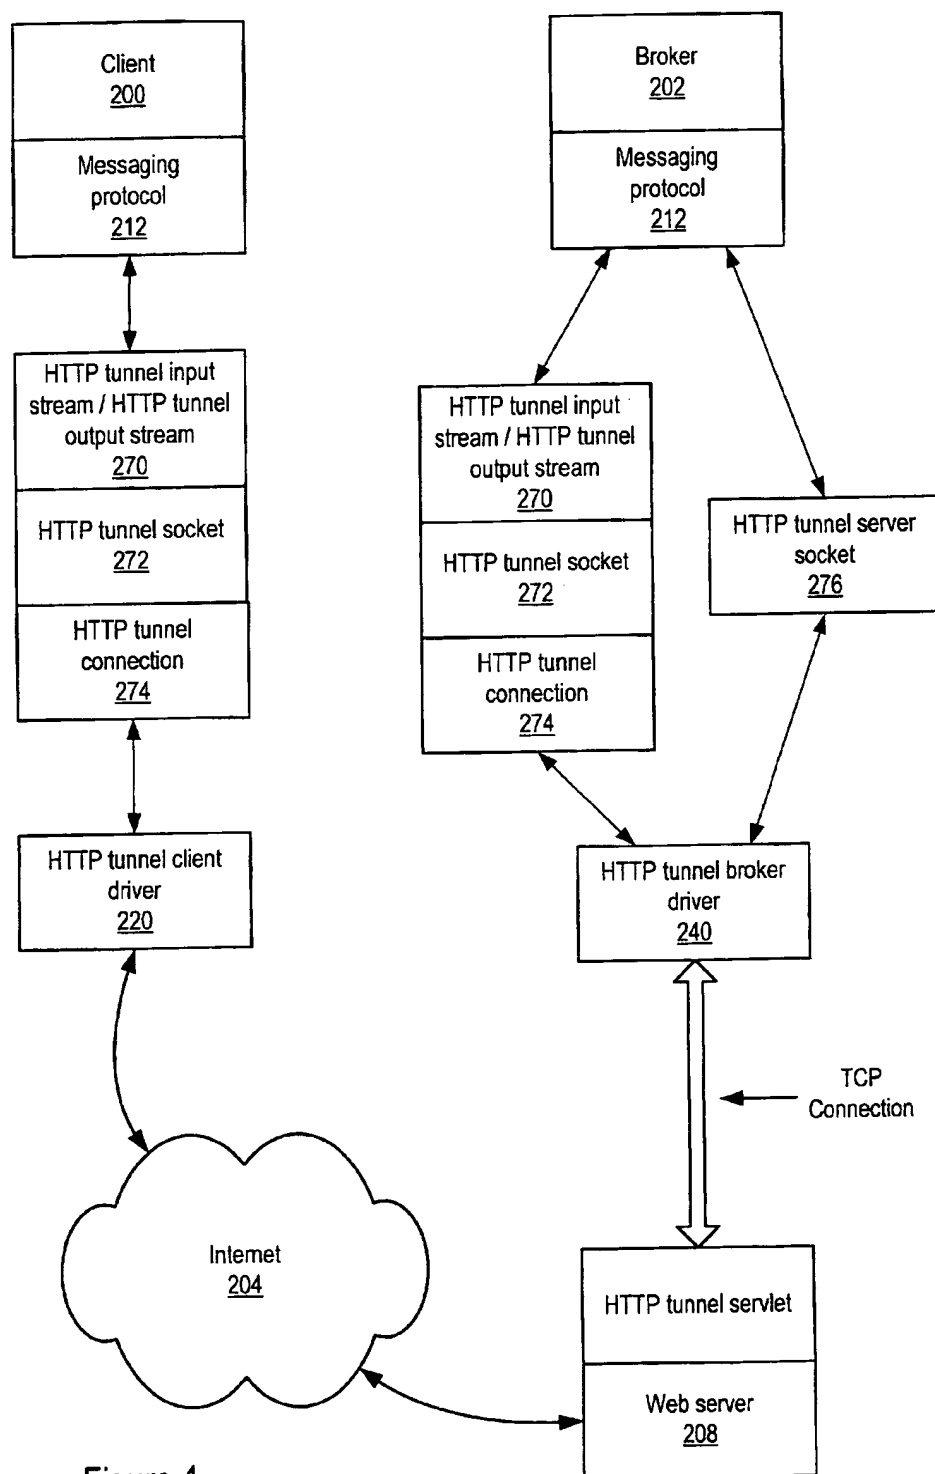 Client
200
Messaging
protocol
212
Broker
202
Messaging
protocol
212
HTTP tunnel input
stream / HTTP tunnel
output stream
270
HTTP tunnel socket
272
HTTP tunnel
connection
274
HTTP tunnel input
stream / HTTP tunnel
output stream
270
HTTP tunnel socket
272
HTTP tunnel
connection
274
HTTP tunnel server
socket
276
HTTP tunnel client
driver
220
HTTP tunnel broker
driver
240
TCP
Connection
Internet
204
HTTP tunnel servlet
Web server
208